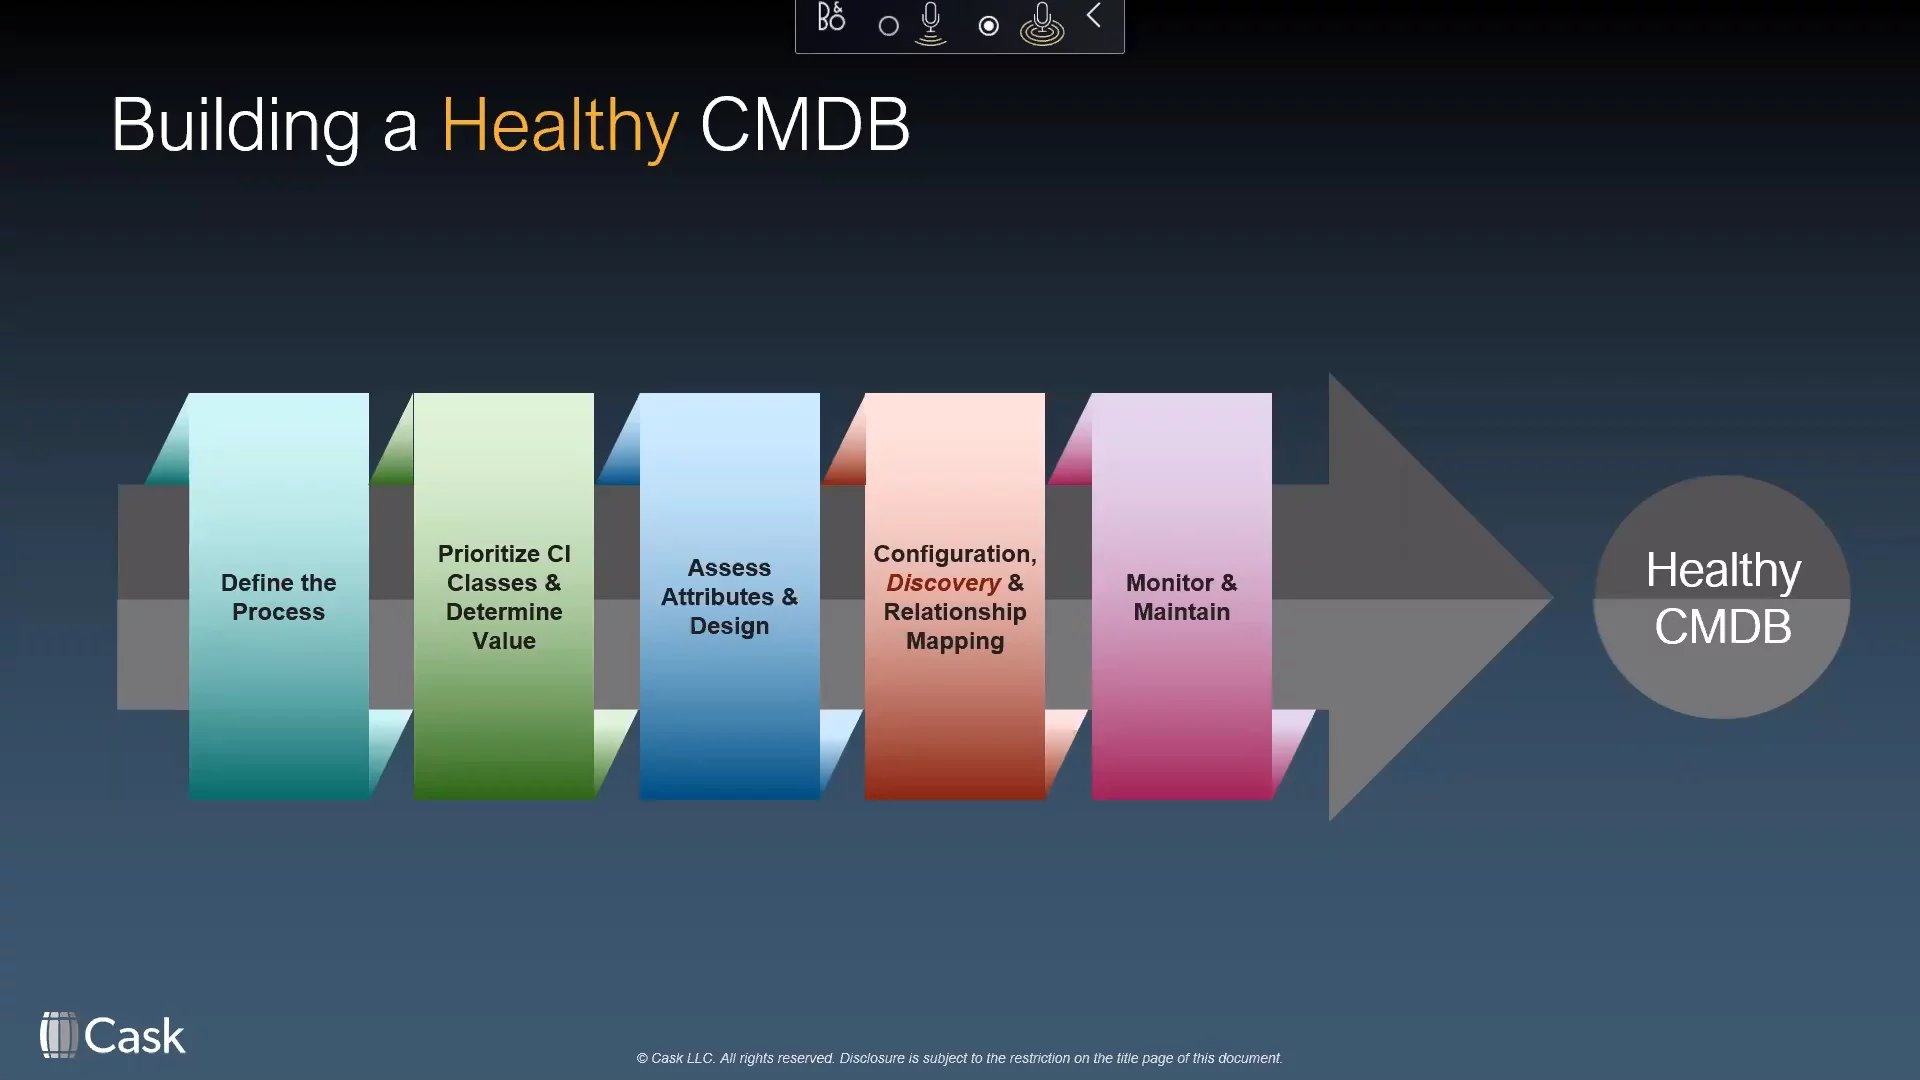 B&O
Building a Healthy CMDB
Define the
Process
Prioritize CI
Classes &
Determine
Value
Assess
Attributes &
Design
Configuration,
Discovery &
Relationship
Mapping
Monitor &
Maintain
Healthy
CMDB
Cask
© Cask LLC. All rights reserved. Disclosure is subject to the restriction on the title page of this document.